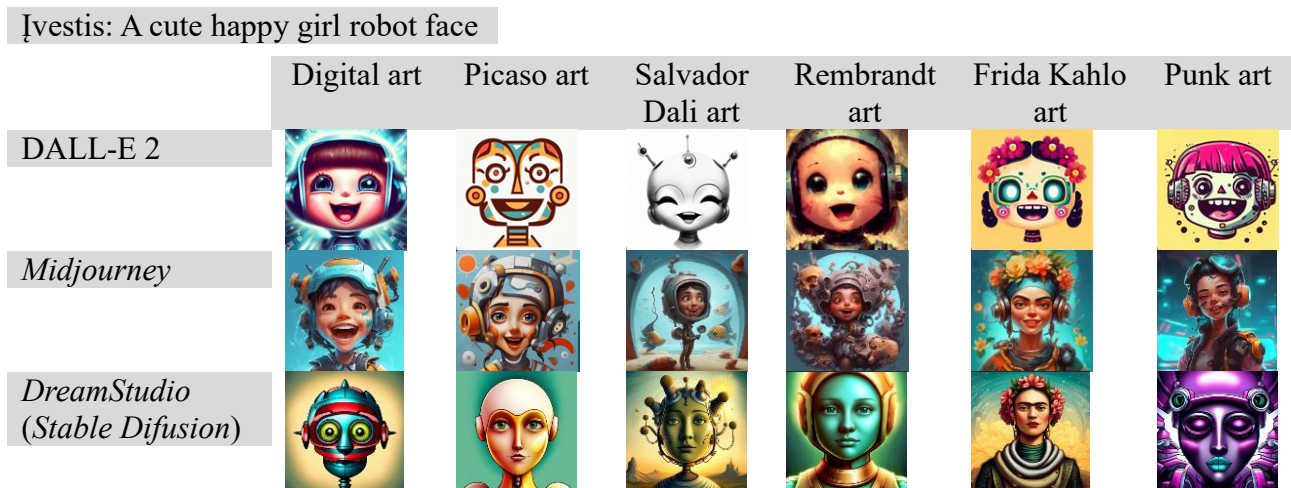 Įvestis: A cute happy girl robot face
Digital art
Picaso art
Salvador
Dali art
Rembrandt
art
Frida Kahlo
art
Punk art
DALL-E 2
Midjourney
DreamStudio
(Stable Difusion)